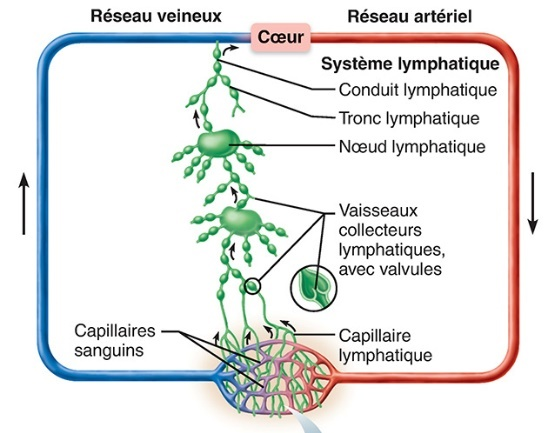 Réseau veineux
Réseau artériel
Cœur
Système lymphatique
Conduit lymphatique
Tronc lymphatique
Nœud lymphatique
Vaisseaux
collecteurs
lymphatiques,
avec valvules
Capillaires
sanguins
Capillaire
lymphatique